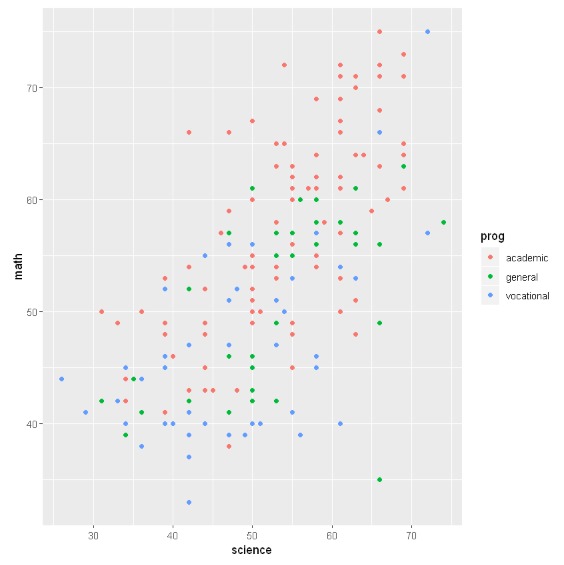 70
60
50
40
math
30 40 50 60 70
science
prog
academic
general
vocational